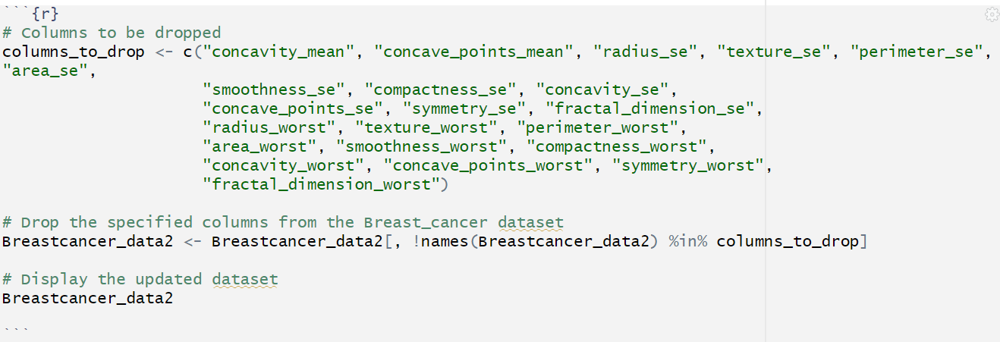 ```{r}
# Columns to be dropped
columns_to_drop <- c("concavity_mean", "concave_points_mean", "radius_se", "texture_se", "perimeter_se",
"area_se",
"smoothness_se", "compactness_se", "concavity_se",
"concave_points_se", "symmetry_se", "fractal_dimension_se",
"radius_worst", "texture_worst", "perimeter_worst",
"area_worst", "smoothness_worst", "compactness_worst",
"concavity_worst", "concave_points_worst", "symmetry_worst",
"fractal_dimension_worst")
# Drop the specified columns from the Breast_cancer dataset
Breastcancer_data2 <- Breastcancer_data2[, !names(Breastcancer_data2) %in% columns_to_drop]
# Display the updated dataset
Breastcancer_data2
```